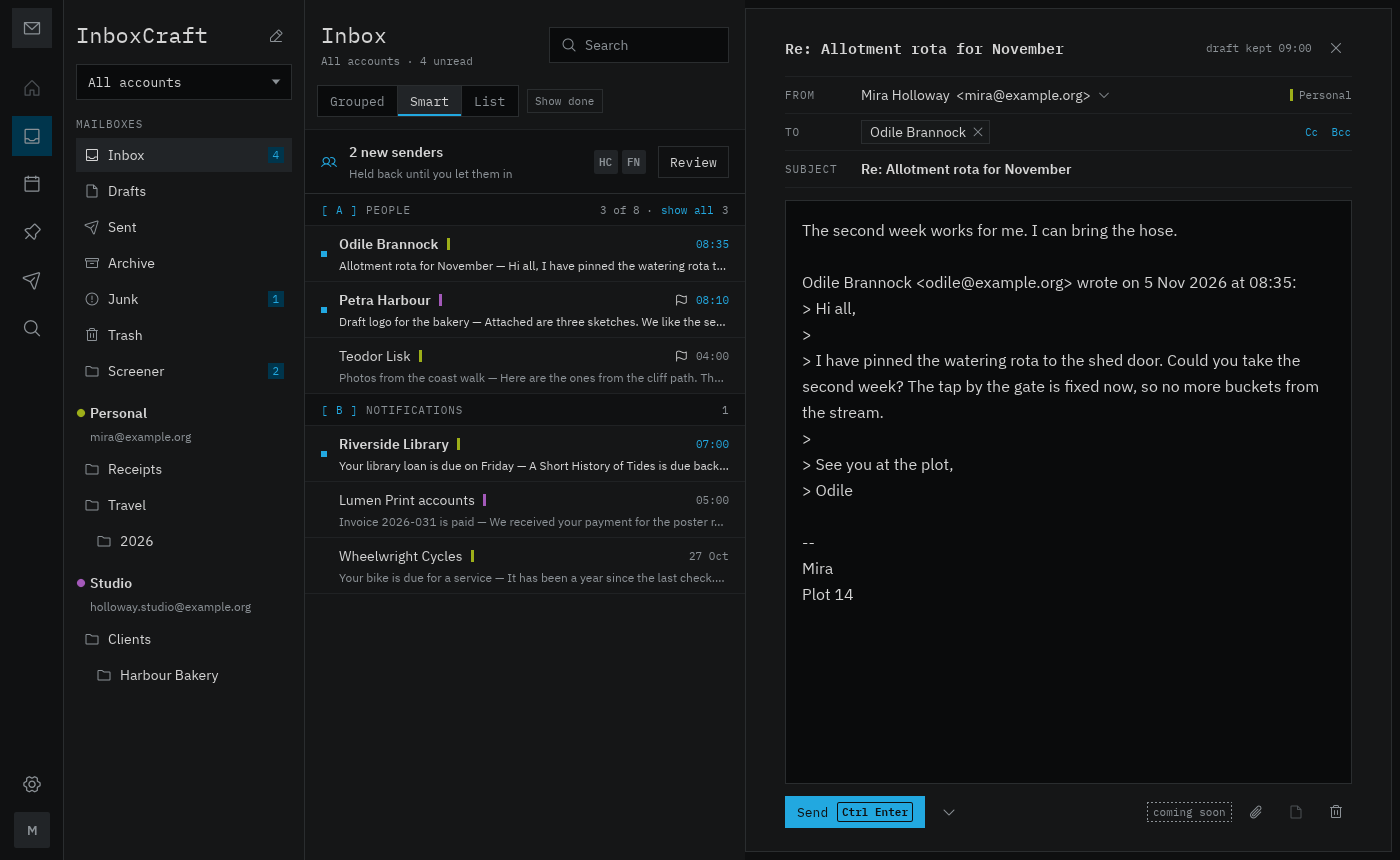 InboxCraft
All accounts
MAILBOXES
Inbox 4
Drafts
Sent
Archive
Junk 1
Trash
Screener 2
Personal
mira@example.org
Receipts
Travel
2026
Studio
holloway.studio@example.org
Clients
Harbour Bakery
M
Inbox
All accounts · 4 unread
Search
Grouped Smart List Show done
2 new senders
Held back until you let them in
HC FN Review
[ A ] PEOPLE 3 of 8 · show all 3
Odile Brannock 08:35
Allotment rota for November — Hi all, I have pinned the watering rota t…
Petra Harbour 08:10
Draft logo for the bakery — Attached are three sketches. We like the se…
Teodor Lisk 04:00
Photos from the coast walk — Here are the ones from the cliff path. Th…
[ B ] NOTIFICATIONS 1
Riverside Library 07:00
Your library loan is due on Friday — A Short History of Tides is due back…
Lumen Print accounts 05:00
Invoice 2026-031 is paid — We received your payment for the poster r…
Wheelwright Cycles 27 Oct
Your bike is due for a service — It has been a year since the last check.…
Re: Allotment rota for November draft kept 09:00
FROM Mira Holloway <mira@example.org> Personal
TO Odile Brannock Cc Bcc
SUBJECT Re: Allotment rota for November
The second week works for me. I can bring the hose.
Odile Brannock <odile@example.org> wrote on 5 Nov 2026 at 08:35:
> Hi all,
>
> I have pinned the watering rota to the shed door. Could you take the
second week? The tap by the gate is fixed now, so no more buckets from
the stream.
>
> See you at the plot,
> Odile
--
Mira
Plot 14
Send Ctrl Enter coming soon